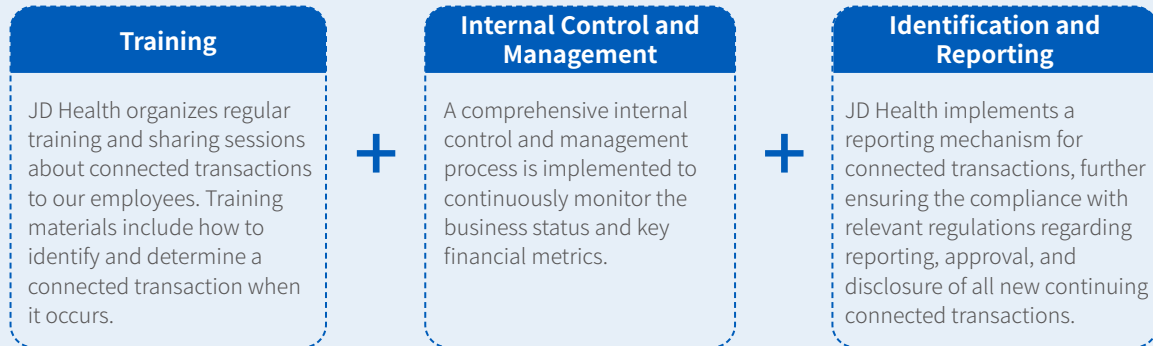 Training
JD Health organizes regular
training and sharing sessions
about connected transactions
to our employees. Training
materials include how to
identify and determine a
connected transaction when
it occurs.
+
Internal Control and
Management
A comprehensive internal
control and management
process is implemented to
continuously monitor the
business status and key
financial metrics.
+
Identification and
Reporting
JD Health implements a
reporting mechanism for
connected transactions, further
ensuring the compliance with
relevant regulations regarding
reporting, approval, and
disclosure of all new continuing
connected transactions.